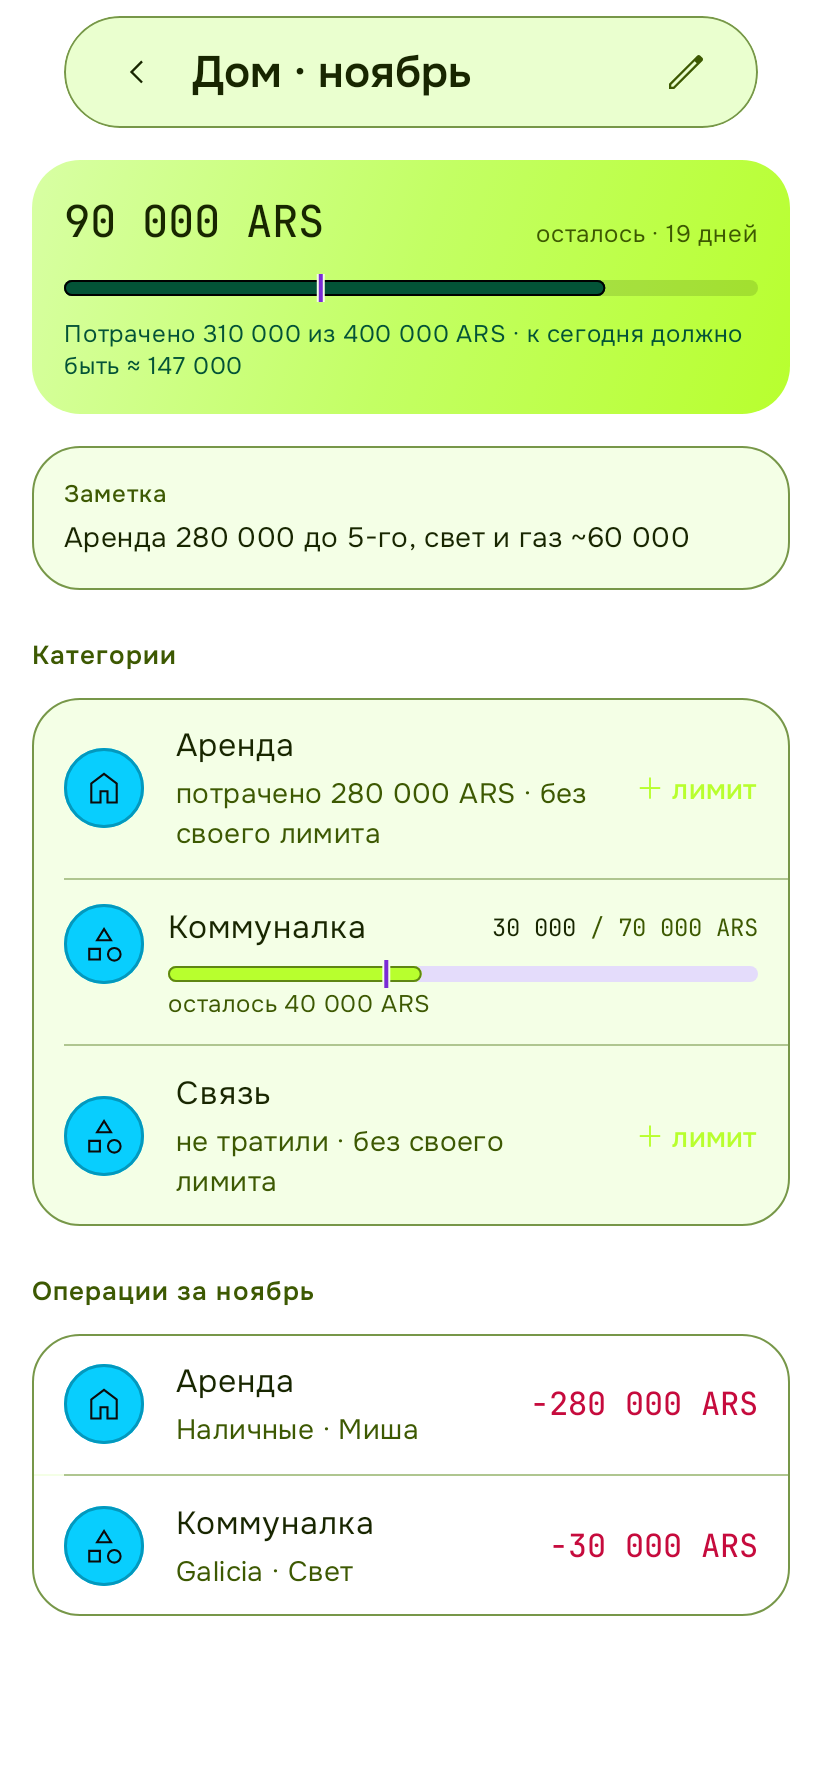 Дом · ноябрь
90 000 ARS
осталось · 19 дней
Потрачено 310 000 из 400 000 ARS · к сегодня должно
быть ≈ 147 000
Заметка
Аренда 280 000 до 5-го, свет и газ ~60 000
Категории
Аренда
потрачено 280 000 ARS · без
своего лимита
+ лимит
Коммуналка
30 000 / 70 000 ARS
осталось 40 000 ARS
Связь
не тратили · без своего
лимита
+ лимит
Операции за ноябрь
Аренда
Наличные · Миша
-280 000 ARS
Коммуналка
Galicia · Свет
-30 000 ARS